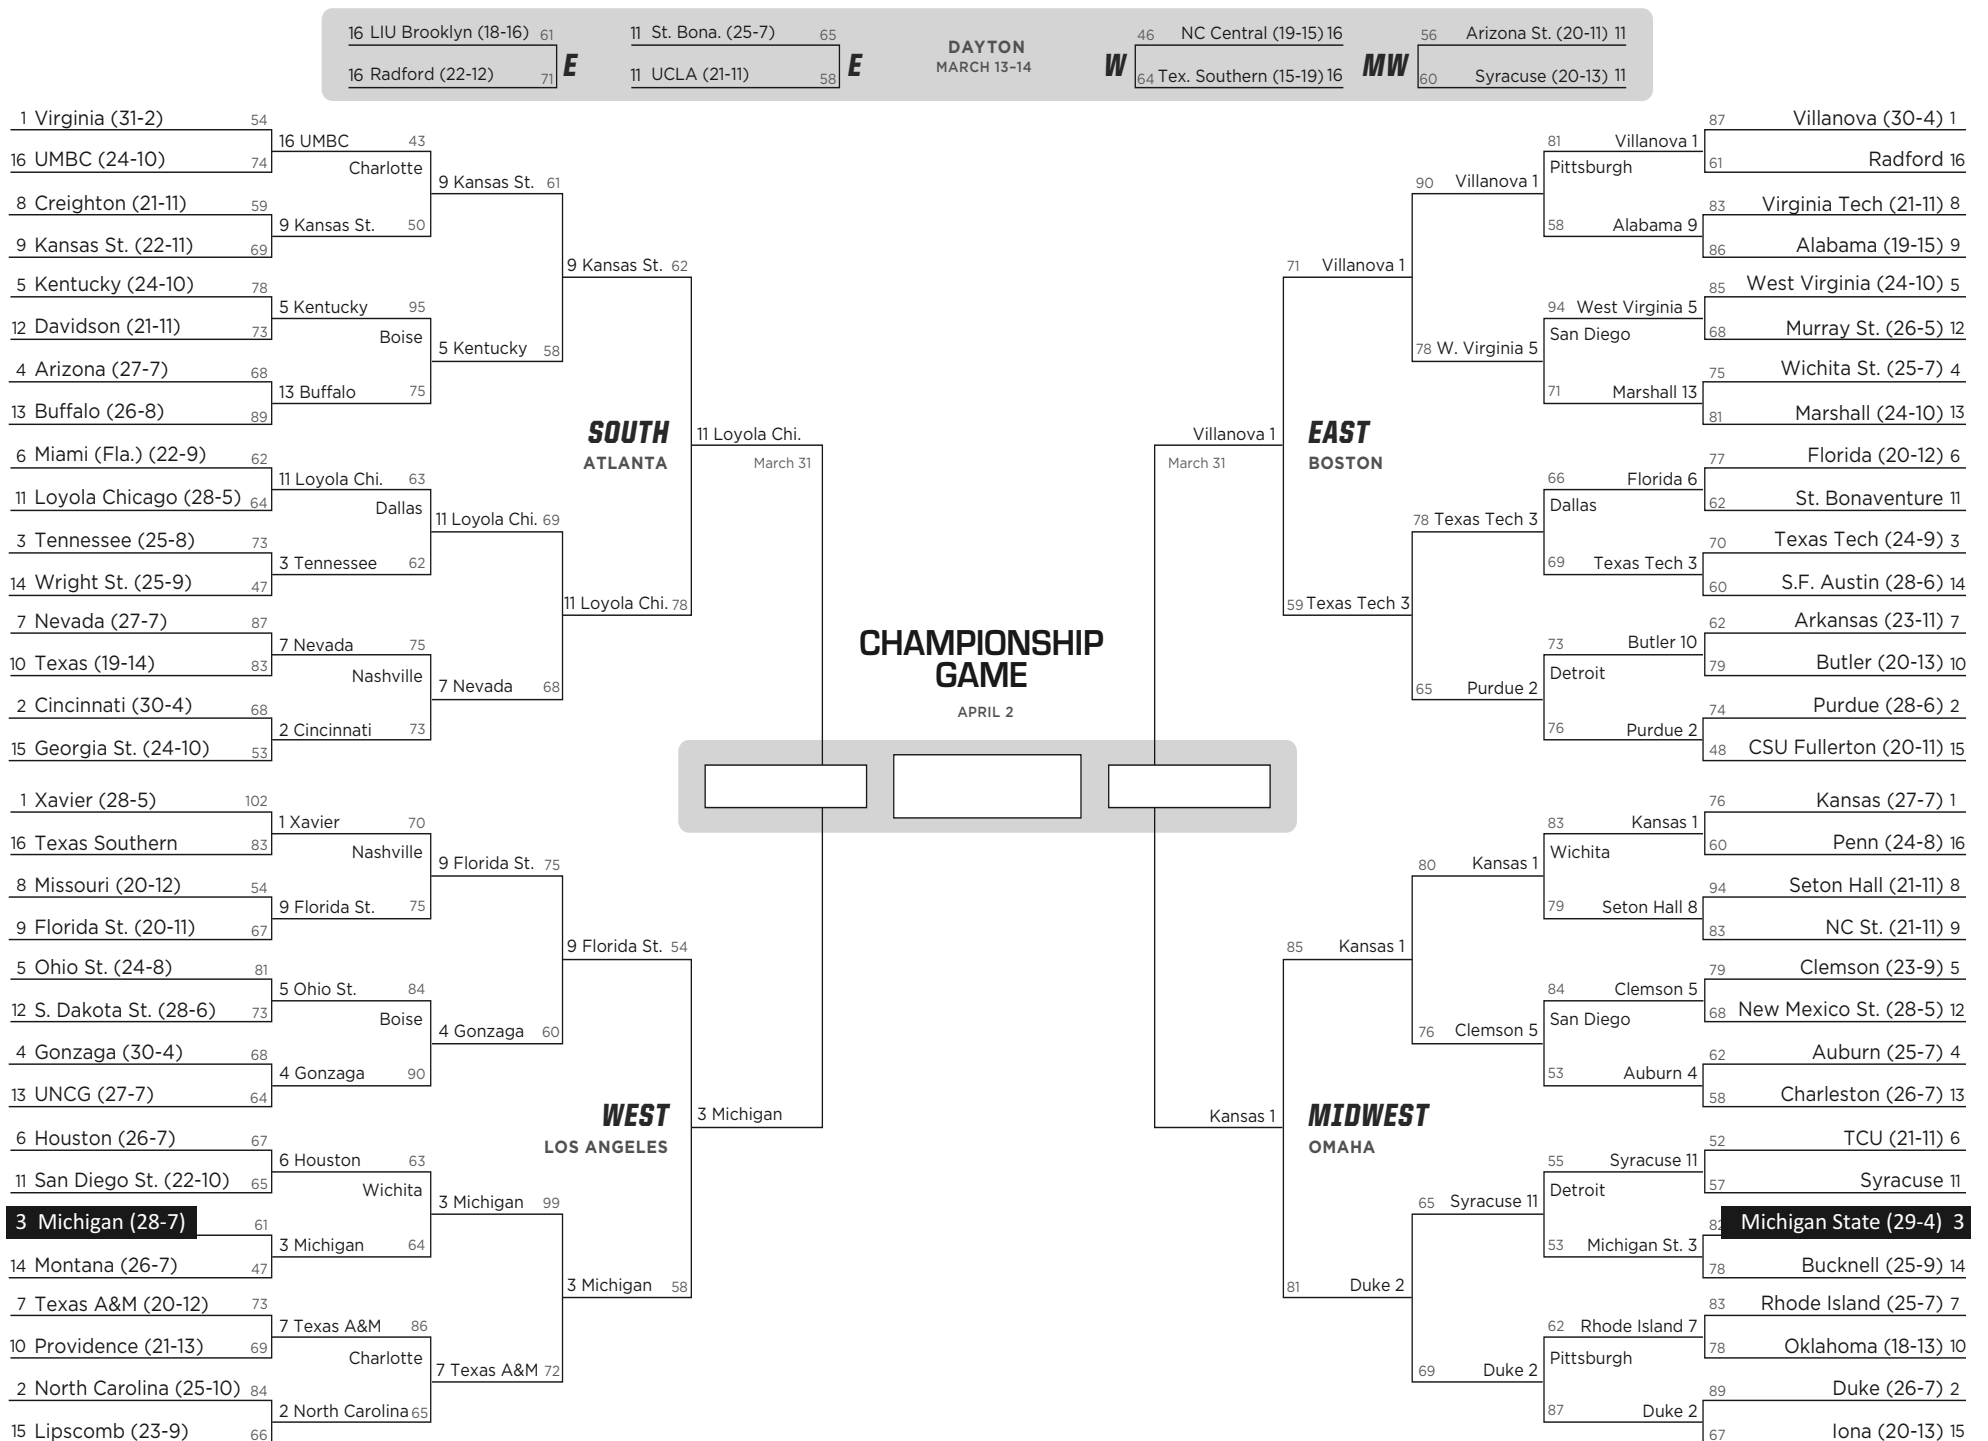 16 LIU Brooklyn (18-16) 61
16 Radford (22-12) 71
E
11 St. Bona. (25-7) 65
11 UCLA (21-11) 58
E
DAYTON
MARCH 13-14
W
46 NC Central (19-15) 16
64 Tex. Southern (15-19) 16
MW
56 Arizona St. (20-11) 11
60 Syracuse (20-13) 11
1 Virginia (31-2) 54
16 UMBC (24-10) 74
8 Creighton (21-11) 59
9 Kansas St. (22-11) 69
5 Kentucky (24-10) 78
12 Davidson (21-11) 73
4 Arizona (27-7) 68
13 Buffalo (26-8) 89
6 Miami (Fla.) (22-9) 62
11 Loyola Chicago (28-5) 64
3 Tennessee (25-8) 73
14 Wright St. (25-9) 47
7 Nevada (27-7) 87
10 Texas (19-14) 83
2 Cincinnati (30-4) 68
15 Georgia St. (24-10) 53
16 UMBC 43
Charlotte
9 Kansas St. 50
5 Kentucky 95
Boise
13 Buffalo 75
11 Loyola Chi. 63
Dallas
3 Tennessee 62
7 Nevada 75
Nashville
2 Cincinnati 73
9 Kansas St. 61
5 Kentucky 58
11 Loyola Chi. 69
7 Nevada 68
9 Kansas St. 62
11 Loyola Chi. 78
SOUTH
ATLANTA
11 Loyola Chi.
March 31
1 Xavier (28-5) 102
16 Texas Southern 83
8 Missouri (20-12) 54
9 Florida St. (20-11) 67
5 Ohio St. (24-8) 81
12 S. Dakota St. (28-6) 73
4 Gonzaga (30-4) 68
13 UNCG (27-7) 64
6 Houston (26-7) 67
11 San Diego St. (22-10) 65
3 Michigan (28-7) 61
14 Montana (26-7) 47
7 Texas A&M (20-12) 73
10 Providence (21-13) 69
2 North Carolina (25-10) 84
15 Lipscomb (23-9) 66
1 Xavier 70
Nashville
9 Florida St. 75
5 Ohio St. 84
Boise
4 Gonzaga 90
6 Houston 63
Wichita
3 Michigan 64
7 Texas A&M 86
Charlotte
2 North Carolina 65
9 Florida St. 75
4 Gonzaga 60
3 Michigan 99
7 Texas A&M 72
9 Florida St. 54
3 Michigan 58
WEST
LOS ANGELES
3 Michigan
CHAMPIONSHIP
GAME
APRIL 2
87 Villanova (30-4) 1
61 Radford 16
83 Virginia Tech (21-11) 8
86 Alabama (19-15) 9
85 West Virginia (24-10) 5
68 Murray St. (26-5) 12
75 Wichita St. (25-7) 4
81 Marshall (24-10) 13
77 Florida (20-12) 6
62 St. Bonaventure 11
70 Texas Tech (24-9) 3
60 S.F. Austin (28-6) 14
62 Arkansas (23-11) 7
79 Butler (20-13) 10
74 Purdue (28-6) 2
48 CSU Fullerton (20-11) 15
81 Villanova 1
Pittsburgh
58 Alabama 9
94 West Virginia 5
San Diego
71 Marshall 13
66 Florida 6
Dallas
69 Texas Tech 3
73 Butler 10
Detroit
76 Purdue 2
90 Villanova 1
78 W. Virginia 5
78 Texas Tech 3
65 Purdue 2
71 Villanova 1
59 Texas Tech 3
EAST
BOSTON
Villanova 1
March 31
76 Kansas (27-7) 1
60 Penn (24-8) 16
94 Seton Hall (21-11) 8
83 NC St. (21-11) 9
79 Clemson (23-9) 5
68 New Mexico St. (28-5) 12
62 Auburn (25-7) 4
58 Charleston (26-7) 13
52 TCU (21-11) 6
57 Syracuse 11
82 Michigan State (29-4) 3
78 Bucknell (25-9) 14
83 Rhode Island (25-7) 7
78 Oklahoma (18-13) 10
89 Duke (26-7) 2
67 Iona (20-13) 15
83 Kansas 1
Wichita
79 Seton Hall 8
84 Clemson 5
San Diego
53 Auburn 4
55 Syracuse 11
Detroit
53 Michigan St. 3
62 Rhode Island 7
Pittsburgh
87 Duke 2
80 Kansas 1
76 Clemson 5
65 Syracuse 11
69 Duke 2
85 Kansas 1
81 Duke 2
MIDWEST
OMAHA
Kansas 1